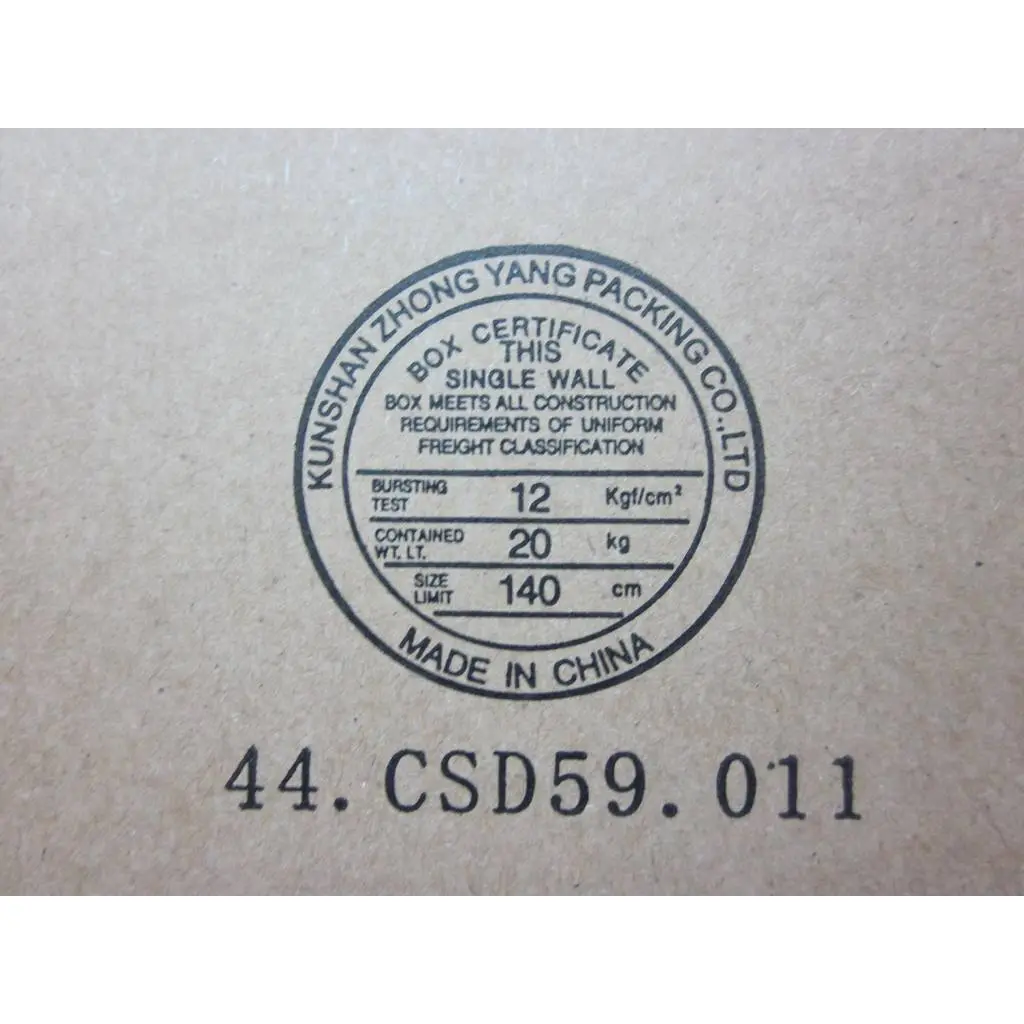 KUNSHAN ZHONG YANG PACKING CO.,LTD
BOX CERTIFICATE
THIS
SINGLE WALL
BOX MEETS ALL CONSTRUCTION
REQUIREMENTS OF UNIFORM
FREIGHT CLASSIFICATION
BURSTING TEST 12 Kgf/cm²
CONTAINED WT. LT. 20 kg
SIZE LIMIT 140 cm
MADE IN CHINA
44.CSD59.011